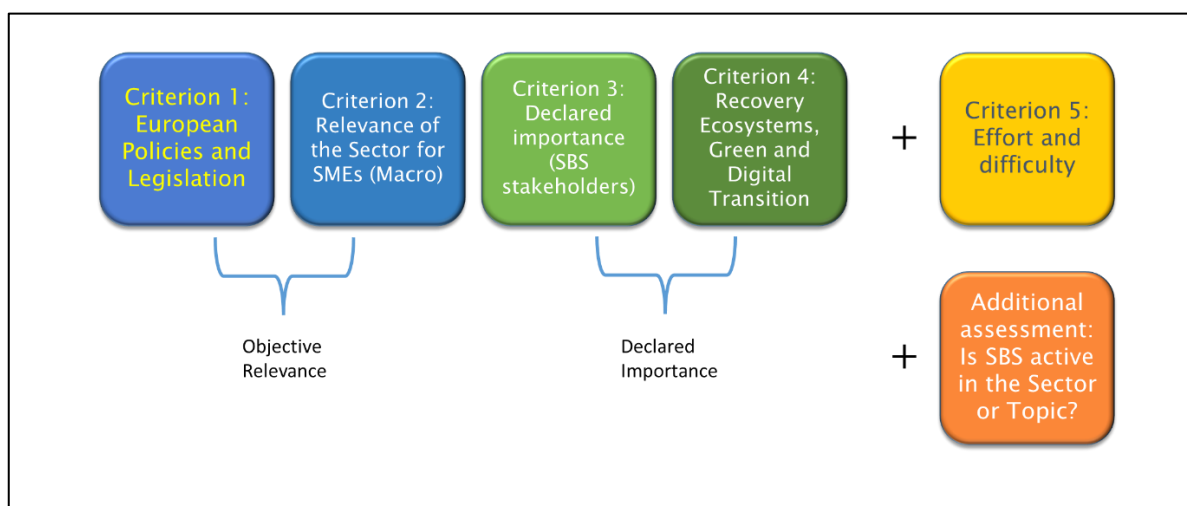 Criterion 1:
European
Policies and
Legislation
Criterion 2:
Relevance of
the Sector for
SMEs (Macro)
Criterion 3:
Declared
importance
(SBS
stakeholders)
Criterion 4:
Recovery
Ecosystems,
Green and
Digital
Transition
+
Criterion 5:
Effort and
difficulty
Objective
Relevance
Declared
Importance
+
Additional
assessment:
Is SBS active
in the Sector
or Topic?